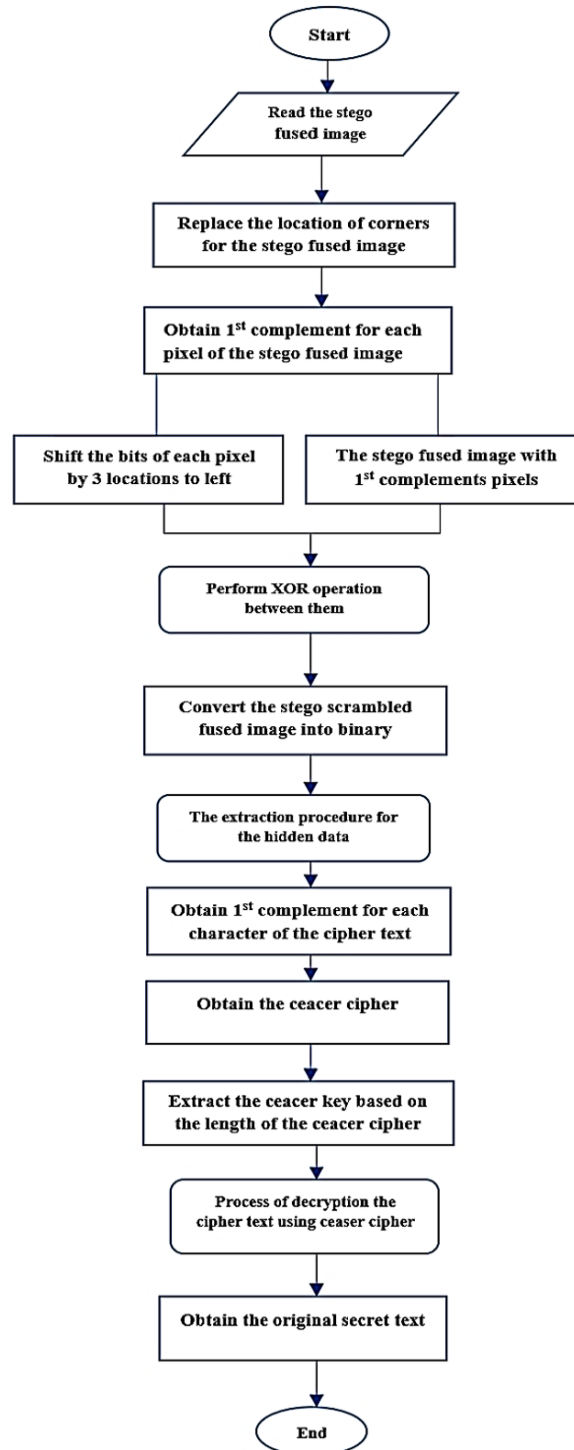 Start
Read the stego
fused image
Replace the location of corners
for the stego fused image
Obtain 1st complement for each
pixel of the stego fused image
Shift the bits of each pixel
by 3 locations to left
The stego fused image with
1st complements pixels
Perform XOR operation
between them
Convert the stego scrambled
fused image into binary
The extraction procedure for
the hidden data
Obtain 1st complement for each
character of the cipher text
Obtain the ceacer cipher
Extract the ceacer key based on
the length of the ceacer cipher
Process of decryption the
cipher text using ceaser cipher
Obtain the original secret text
End